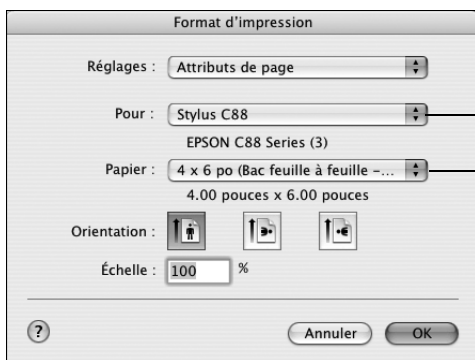 Format d'impression
Réglages : Attributs de page
Pour : Stylus C88
EPSON C88 Series (3)
Papier : 4 x 6 po (Bac feuille à feuille –...
4.00 pouces x 6.00 pouces
Orientation :
Échelle : 100 %
? Annuler OK